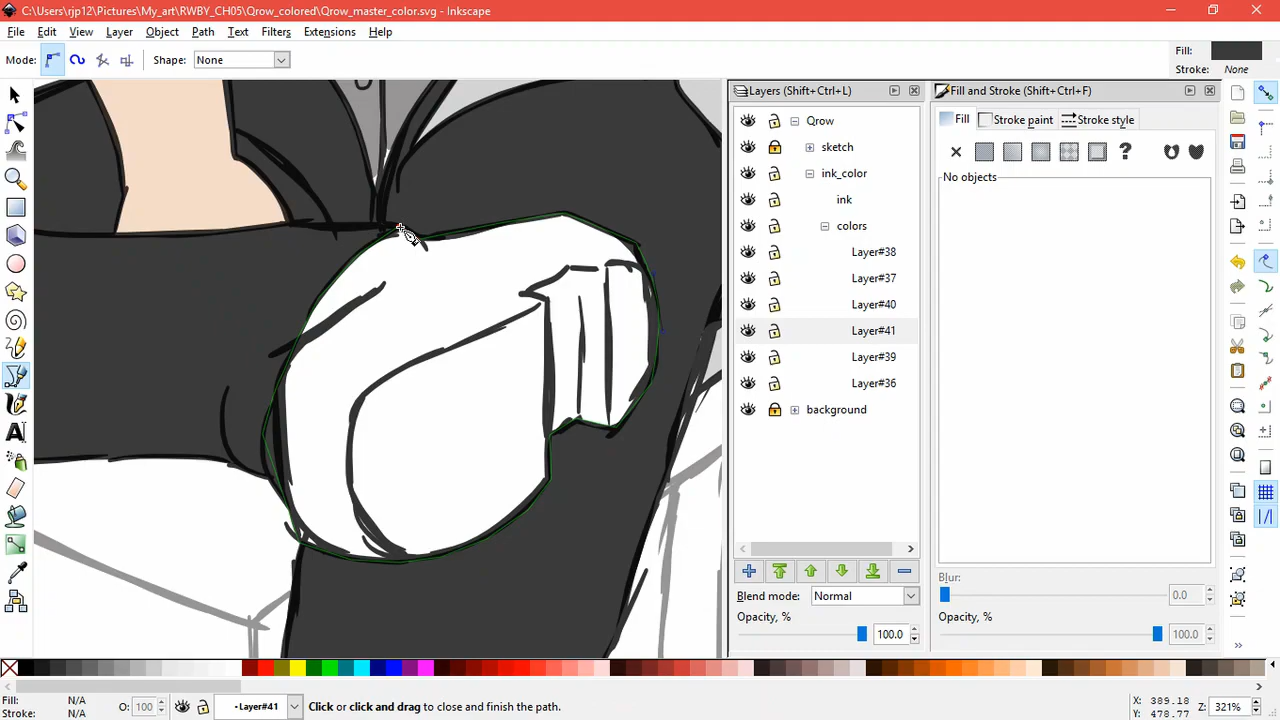 C:\Users\rjp12\Pictures\My_art\RWBY_CH05\Qrow_colored\Qrow_master_color.svg - Inkscape
File Edit View Layer Object Path Text Filters Extensions Help
Mode: Shape: None Fill:
Stroke: None
Layers (Shift+Ctrl+L) Fill and Stroke (Shift+Ctrl+F)
Qrow Fill Stroke paint Stroke style
sketch
ink_color No objects
ink
colors
Layer#38
Layer#37
Layer#40
Layer#41
Layer#39
Layer#36
background
Blend mode: Normal Blur: 0.0
Opacity, % Opacity, %
100.0 100.0
Fill: N/A
Stroke: N/A
O: 100 •Layer#41 Click or click and drag to close and finish the path.
X: 389.18
Y: 478.77
Z: 321%